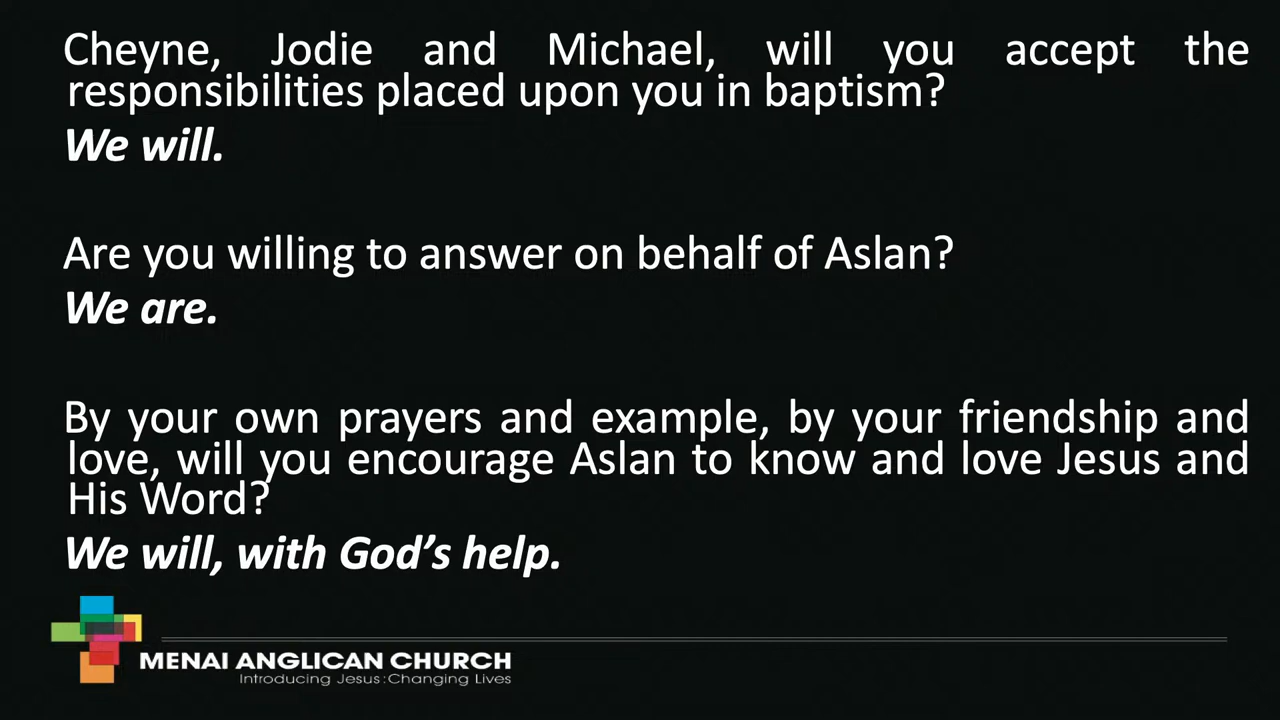 Cheyne, Jodie and Michael, will you accept the
responsibilities placed upon you in baptism?
We will.
Are you willing to answer on behalf of Aslan?
We are.
By your own prayers and example, by your friendship and
love, will you encourage Aslan to know and love Jesus and
His Word?
We will, with God’s help.
MENAI ANGLICAN CHURCH
Introducing Jesus:Changing Lives